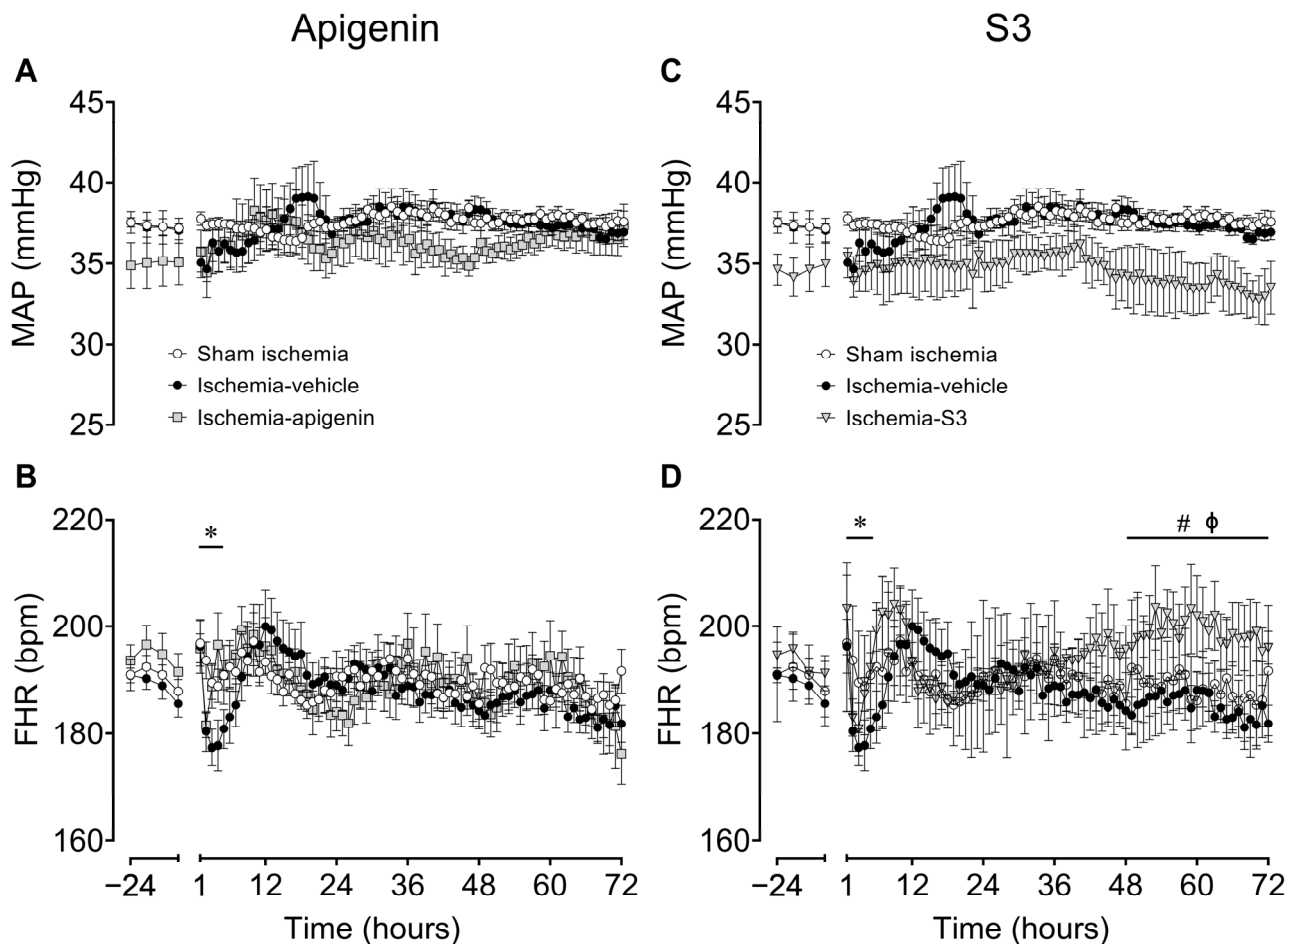 Apigenin
S3
A
C
MAP (mmHg)
45
40
35
30
25
Sham ischemia
Ischemia-vehicle
Ischemia-apigenin
MAP (mmHg)
45
40
35
30
25
Sham ischemia
Ischemia-vehicle
Ischemia-S3
B
D
FHR (bpm)
220
200
180
160
*
−24 1 12 24 36 48 60 72
Time (hours)
FHR (bpm)
220
200
180
160
*
# ϕ
−24 1 12 24 36 48 60 72
Time (hours)